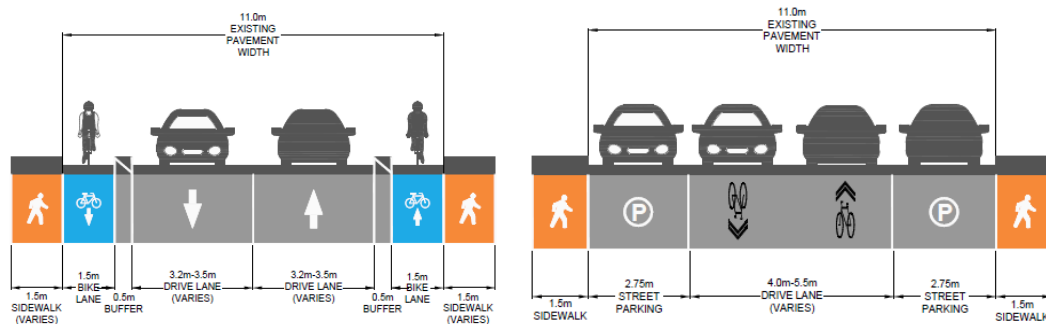 11.0m
EXISTING
PAVEMENT
WIDTH
1.5m
SIDEWALK
(VARIES)
1.5m
BIKE
LANE
0.5m
BUFFER
3.2m-3.5m
DRIVE LANE
(VARIES)
3.2m-3.5m
DRIVE LANE
(VARIES)
0.5m
BUFFER
1.5m
BIKE
LANE
1.5m
SIDEWALK
(VARIES)
11.0m
EXISTING
PAVEMENT
WIDTH
P
P
1.5m
SIDEWALK
2.75m
STREET
PARKING
4.0m-5.5m
DRIVE LANE
(VARIES)
2.75m
STREET
PARKING
1.5m
SIDEWALK